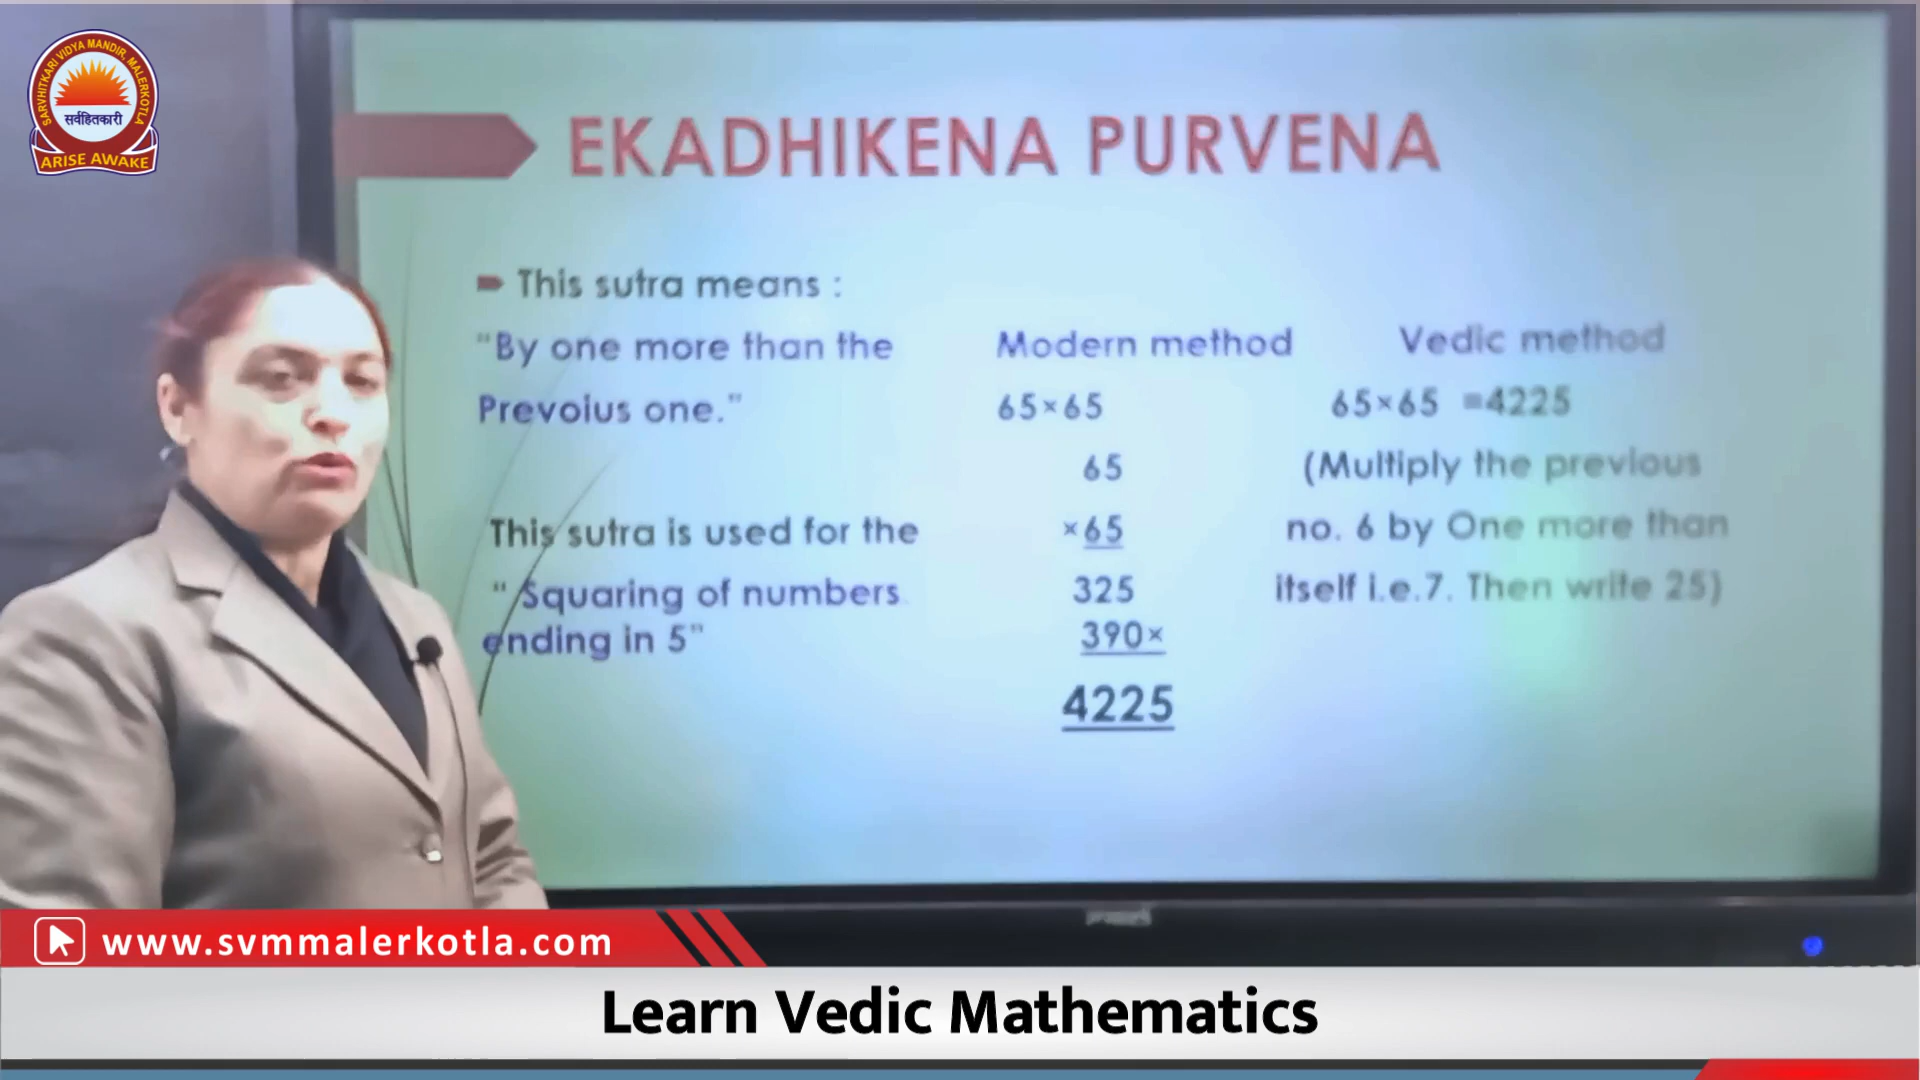 SARVHITKARI VIDYA MANDIR, MALERKOTLA
सर्वहितकारी
ARISE AWAKE
EKADHIKENA PURVENA
This sutra means :
"By one more than the
Prevoius one."
This sutra is used for the
" Squaring of numbers
ending in 5"
Modern method
65×65
65
×65
325
390×
4225
Vedic method
65×65 =4225
(Multiply the previous
no. 6 by One more than
itself i.e.7. Then write 25)
www.svmmalerkotla.com
Learn Vedic Mathematics